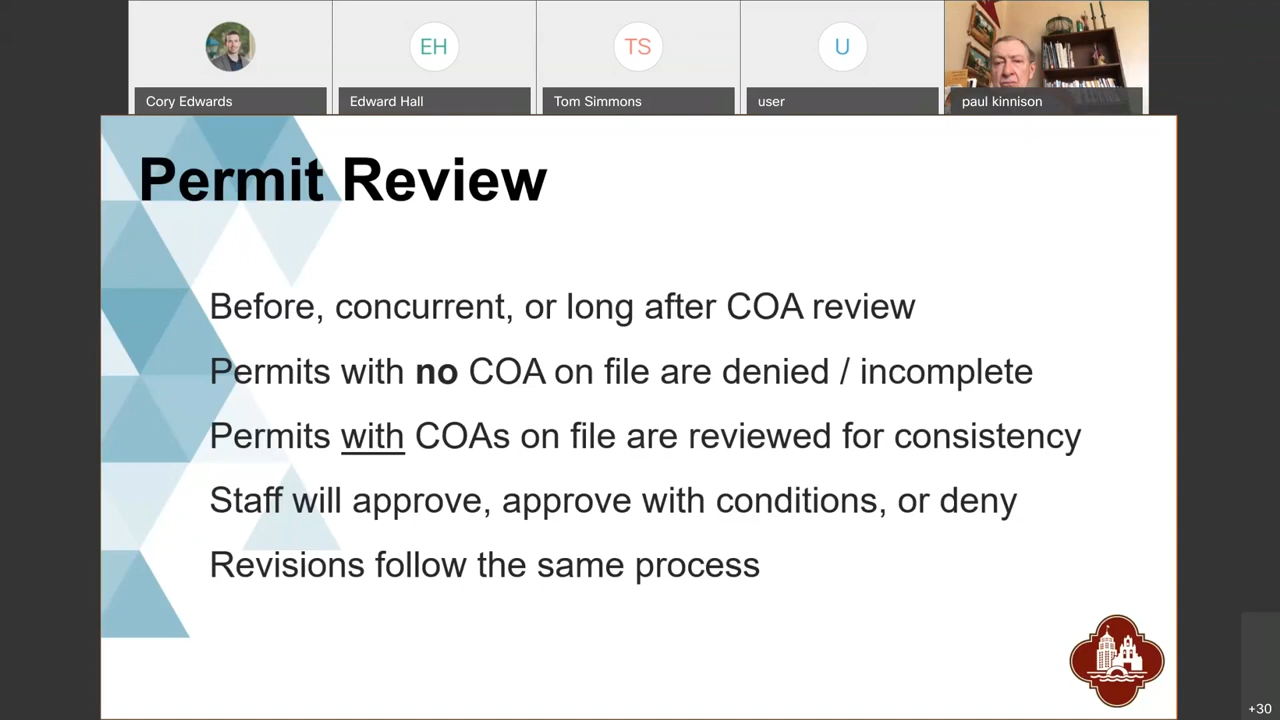 EH
TS
U
Cory Edwards
Edward Hall
Tom Simmons
user
paul kinnison
Permit Review
Before, concurrent, or long after COA review
Permits with no COA on file are denied / incomplete
Permits with COAs on file are reviewed for consistency
Staff will approve, approve with conditions, or deny
Revisions follow the same process
+30